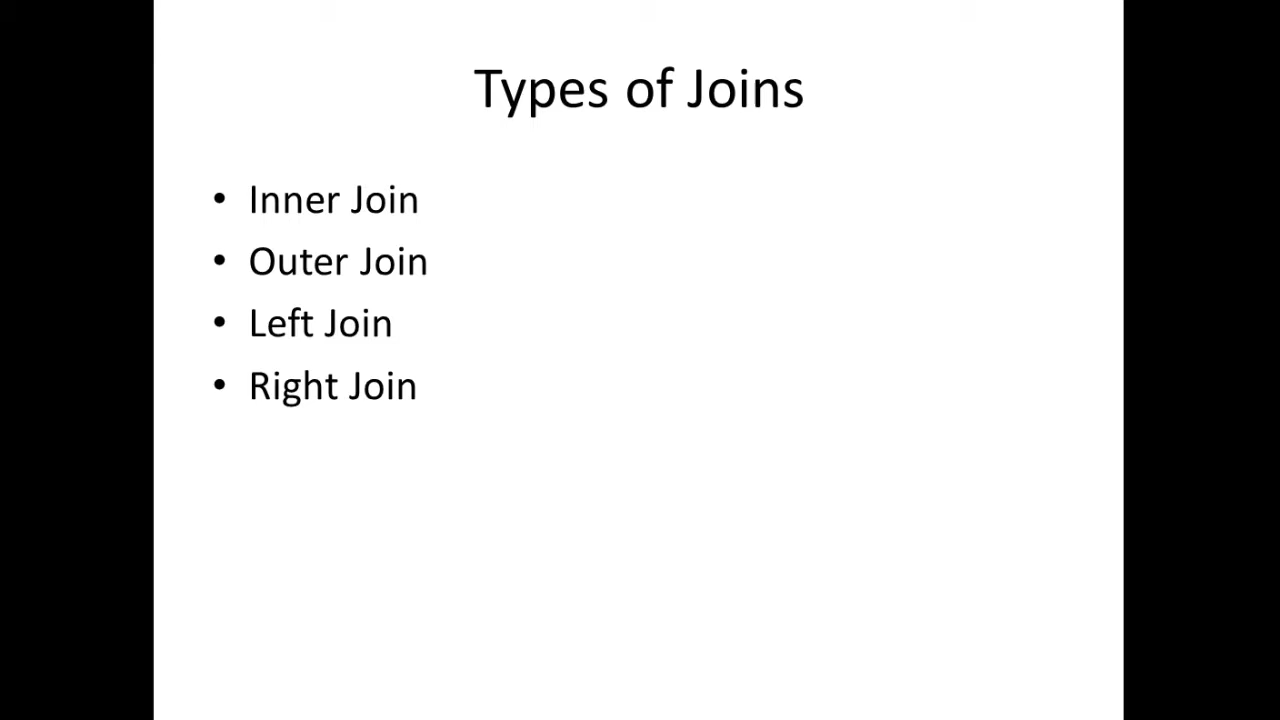 Types of Joins
• Inner Join
• Outer Join
• Left Join
• Right Join